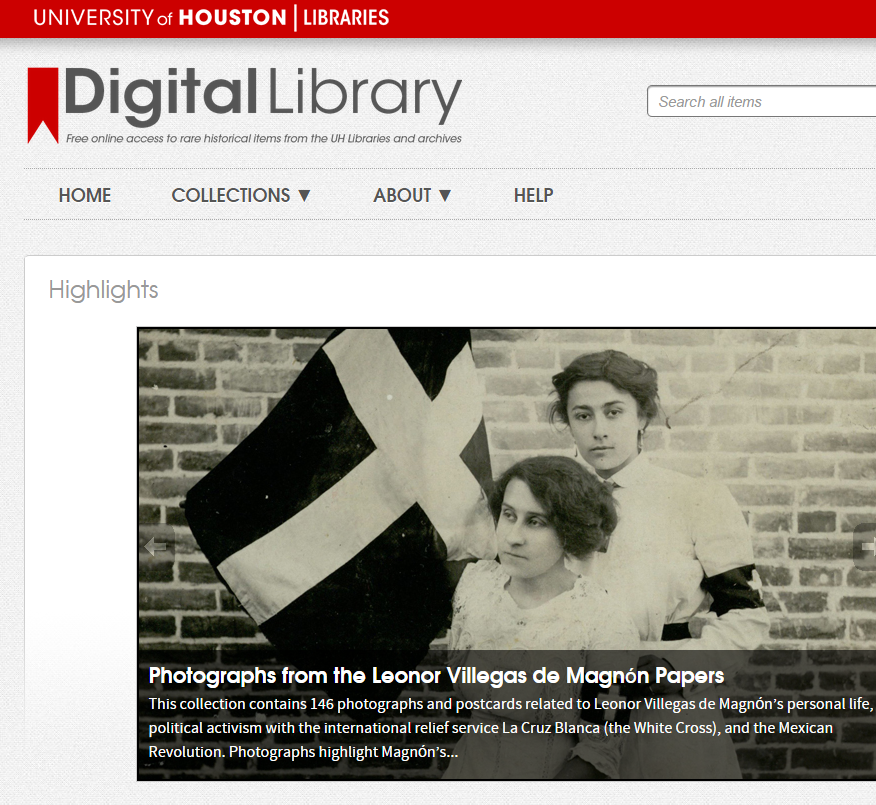 UNIVERSITY of HOUSTON | LIBRARIES
Digital Library
Search all items
Free online access to rare historical items from the UH Libraries and archives
HOME COLLECTIONS ▼ ABOUT ▼ HELP
Highlights
Photographs from the Leonor Villegas de Magnón Papers
This collection contains 146 photographs and postcards related to Leonor Villegas de Magnón’s personal life,
political activism with the international relief service La Cruz Blanca (the White Cross), and the Mexican
Revolution. Photographs highlight Magnón’s...